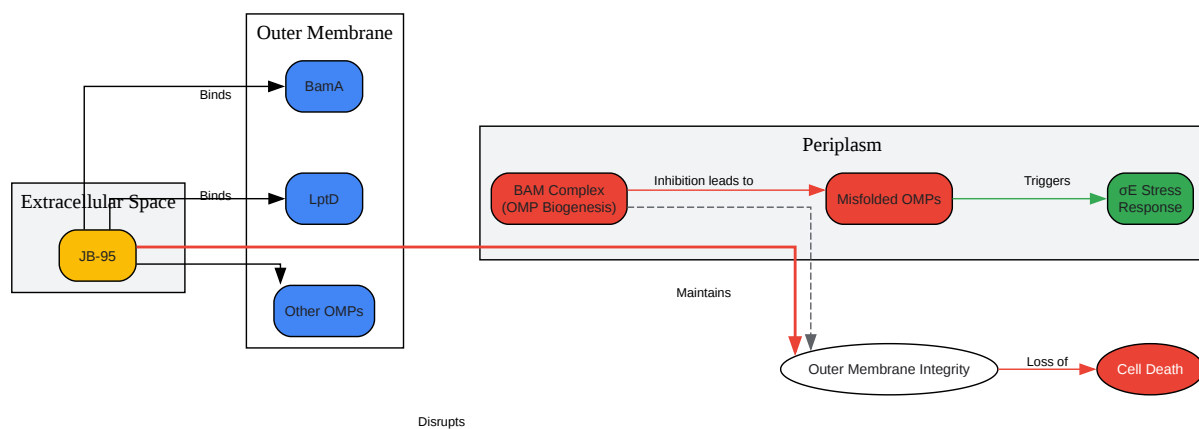 Outer Membrane
BamA
Binds
Periplasm
Extracellular Space
Binds
LptD
BAM Complex
(OMP Biogenesis)
Inhibition leads to
Misfolded OMPs
Triggers
σE Stress
Response
JB-95
Other OMPs
Maintains
Outer Membrane Integrity
Loss of
Cell Death
Disrupts